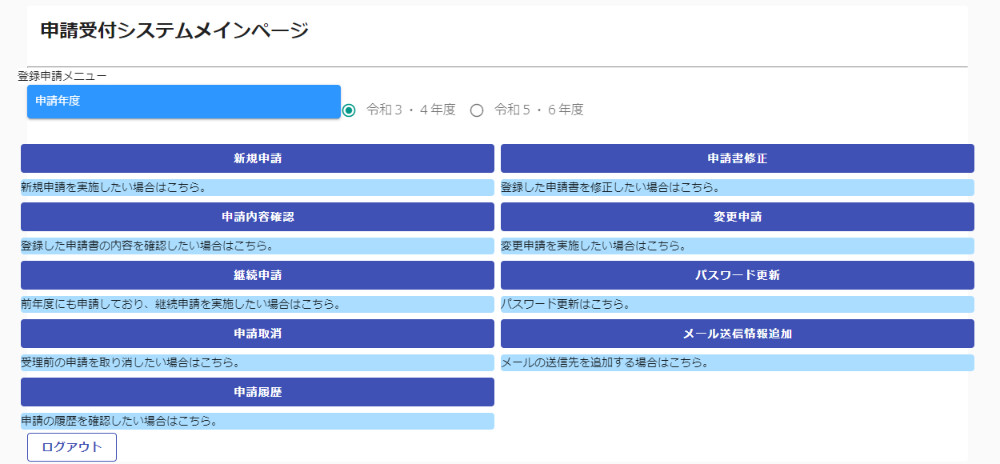 申請受付システムメインページ
登録申請メニュー
申請年度
令和３・４年度 令和５・６年度
新規申請 申請書修正
新規申請を実施したい場合はこちら。 登録した申請書を修正したい場合はこちら。
申請内容確認 変更申請
登録した申請書の内容を確認したい場合はこちら。 変更申請を実施したい場合はこちら。
継続申請 パスワード更新
前年度にも申請しており、継続申請を実施したい場合はこちら。 パスワード更新はこちら。
申請取消 メール送信情報追加
受理前の申請を取り消したい場合はこちら。 メールの送信先を追加する場合はこちら。
申請履歴
申請の履歴を確認したい場合はこちら。
ログアウト